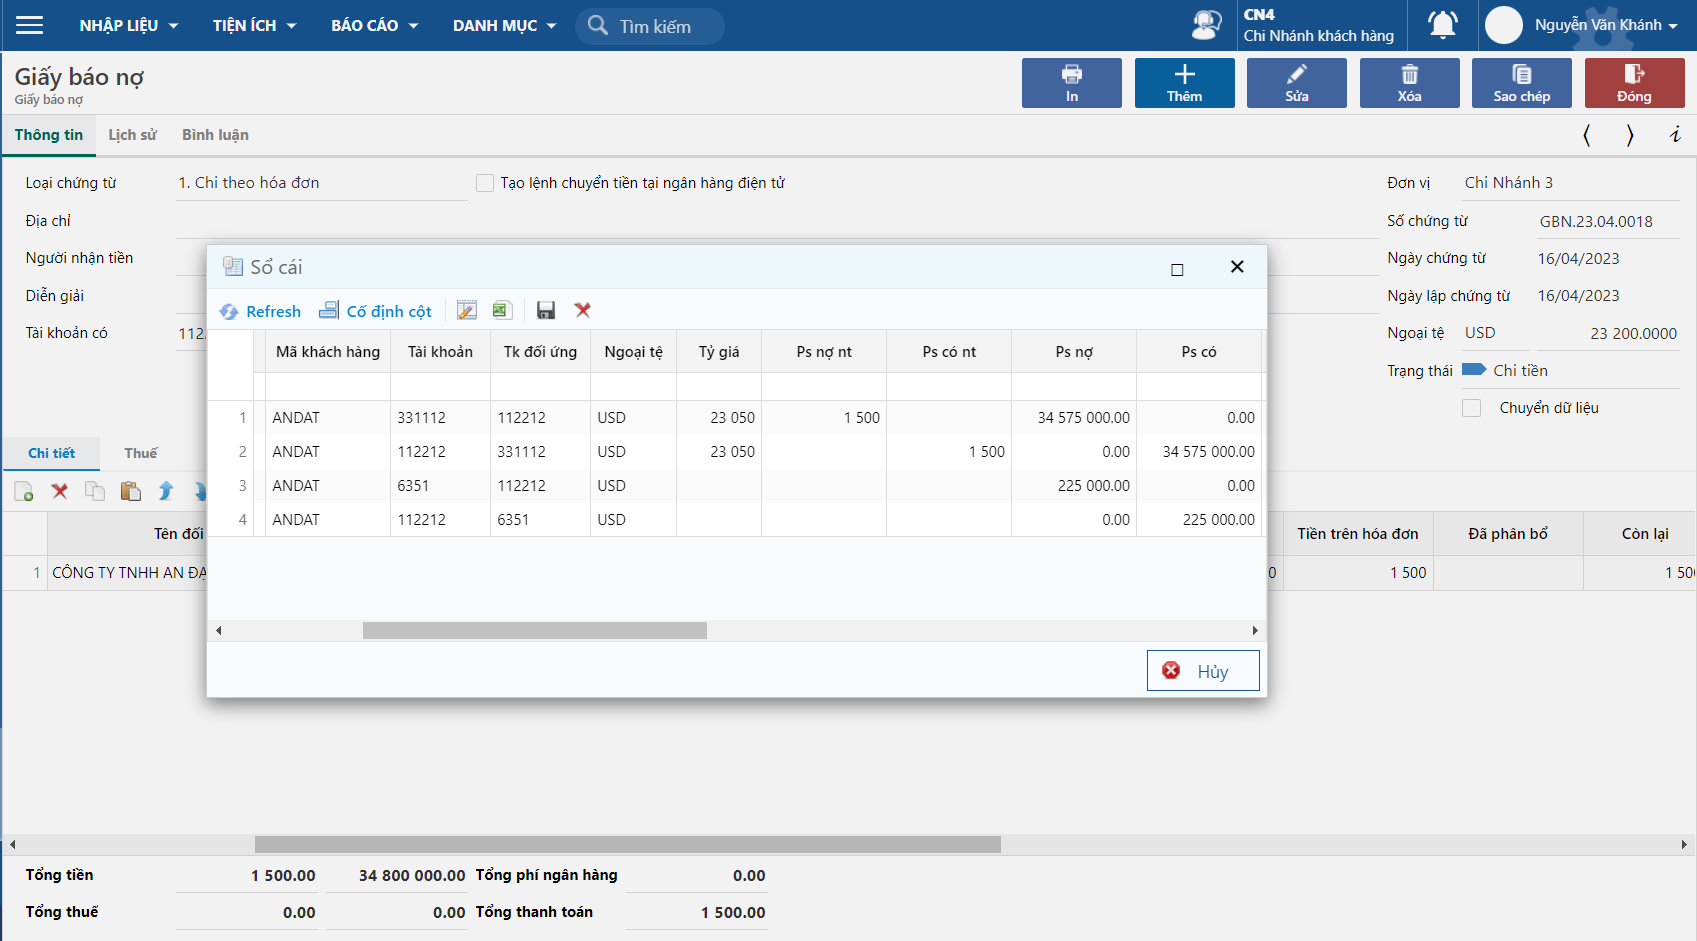 NHẬP LIỆU TIỆN ÍCH BÁO CÁO DANH MỤC Tìm kiếm CN4 Nguyễn Văn Khánh
Chi Nhánh khách hàng
Giấy báo nợ
Giấy báo nợ
In Thêm Sửa Xóa Sao chép Đóng
Thông tin Lịch sử Bình luận
Loại chứng từ 1. Chi theo hóa đơn Tạo lệnh chuyển tiền tại ngân hàng điện tử Đơn vị Chi Nhánh 3
Địa chỉ Số chứng từ GBN.23.04.0018
Người nhận tiền Ngày chứng từ 16/04/2023
Diễn giải Ngày lập chứng từ 16/04/2023
Tài khoản có 112 Ngoại tệ USD 23 200.0000
Trạng thái Chi tiền
Chuyển dữ liệu
Sổ cái
Refresh Cố định cột
Mã khách hàng Tài khoản Tk đối ứng Ngoại tệ Tỷ giá Ps nợ nt Ps có nt Ps nợ Ps có
1 ANDAT 331112 112212 USD 23 050 1 500 34 575 000.00 0.00
2 ANDAT 112212 331112 USD 23 050 1 500 0.00 34 575 000.00
3 ANDAT 6351 112212 USD 225 000.00 0.00
4 ANDAT 112212 6351 USD 0.00 225 000.00
Hủy
Chi tiết Thuế
Tên đối Tiền trên hóa đơn Đã phân bổ Còn lại
1 CÔNG TY TNHH AN ĐẠ 0 1 500 1 50
Tổng tiền 1 500.00 34 800 000.00 Tổng phí ngân hàng 0.00
Tổng thuế 0.00 0.00 Tổng thanh toán 1 500.00